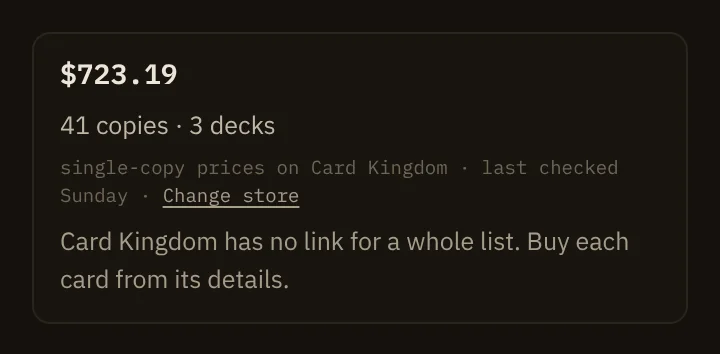 $723.19
41 copies · 3 decks
single-copy prices on Card Kingdom · last checked
Sunday · Change store
Card Kingdom has no link for a whole list. Buy each
card from its details.